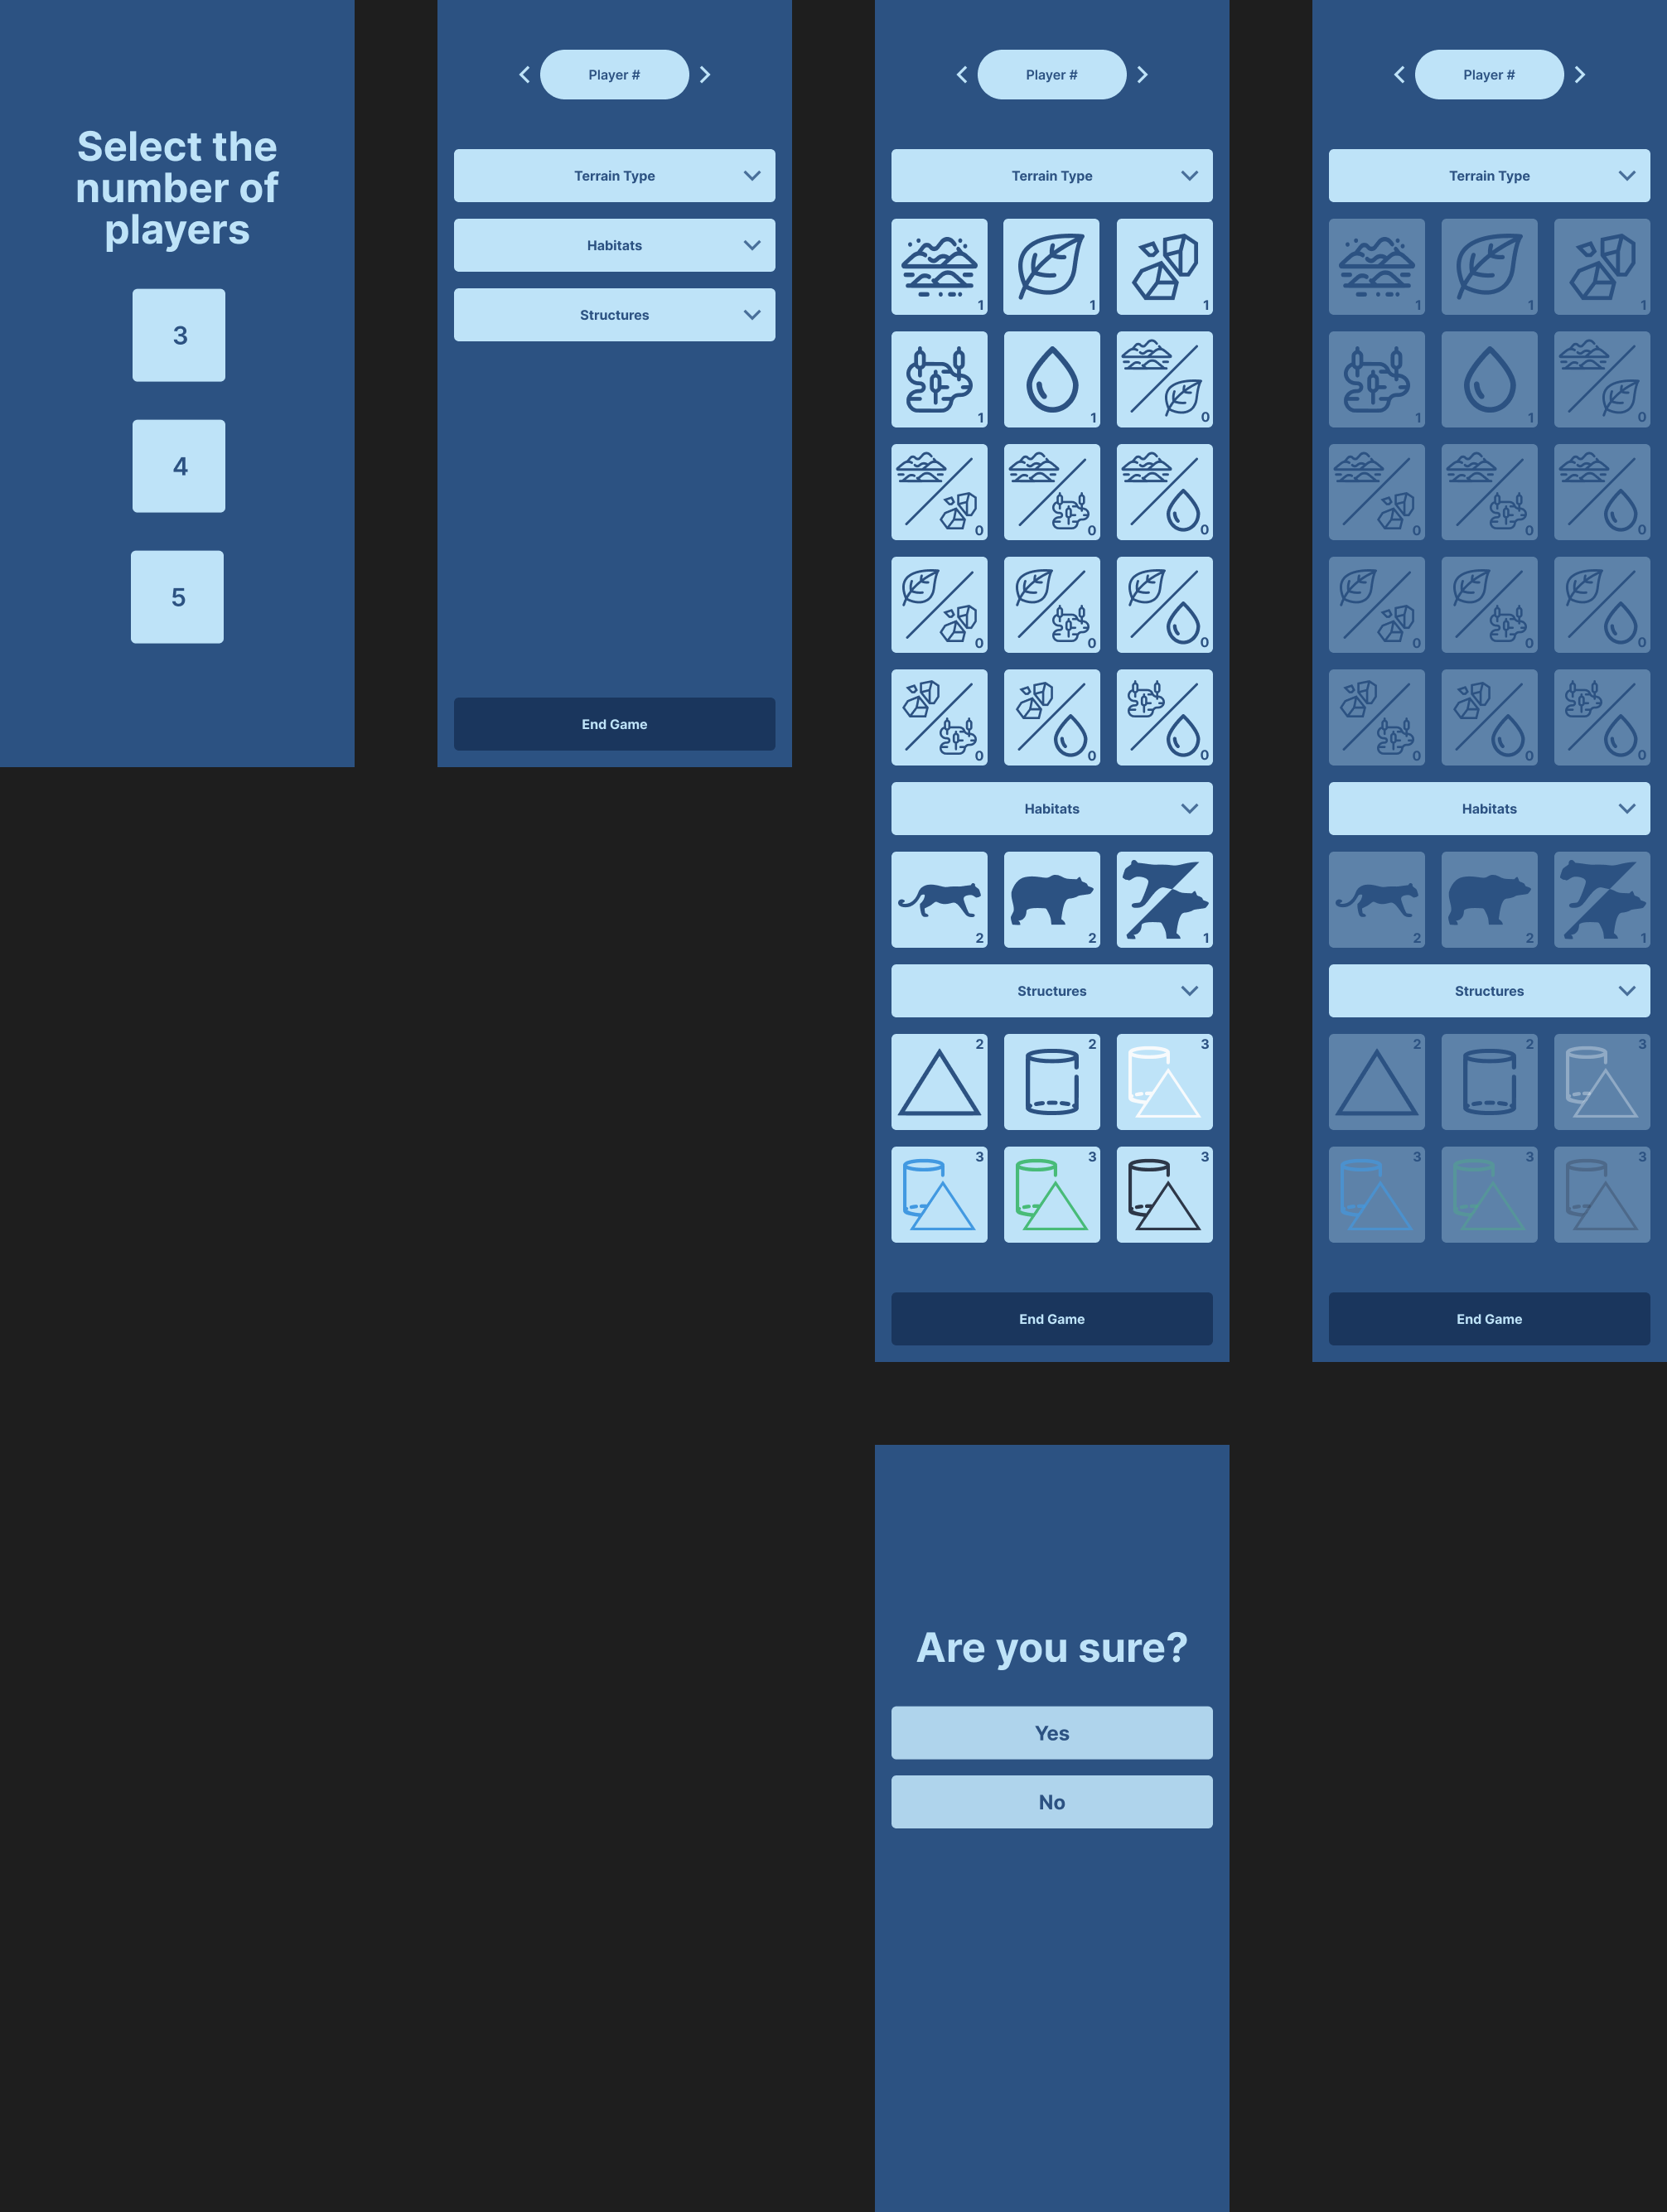 Select the
number of
players
3
4
5
Player #
Terrain Type
Habitats
Structures
End Game
Player #
Terrain Type
1
1
1
1
1
0
0
0
0
0
0
0
0
0
0
Habitats
2
2
1
Structures
2
2
3
3
3
3
End Game
Player #
Terrain Type
1
1
1
1
1
0
0
0
0
0
0
0
0
0
0
Habitats
2
2
1
Structures
2
2
3
3
3
3
End Game
Are you sure?
Yes
No